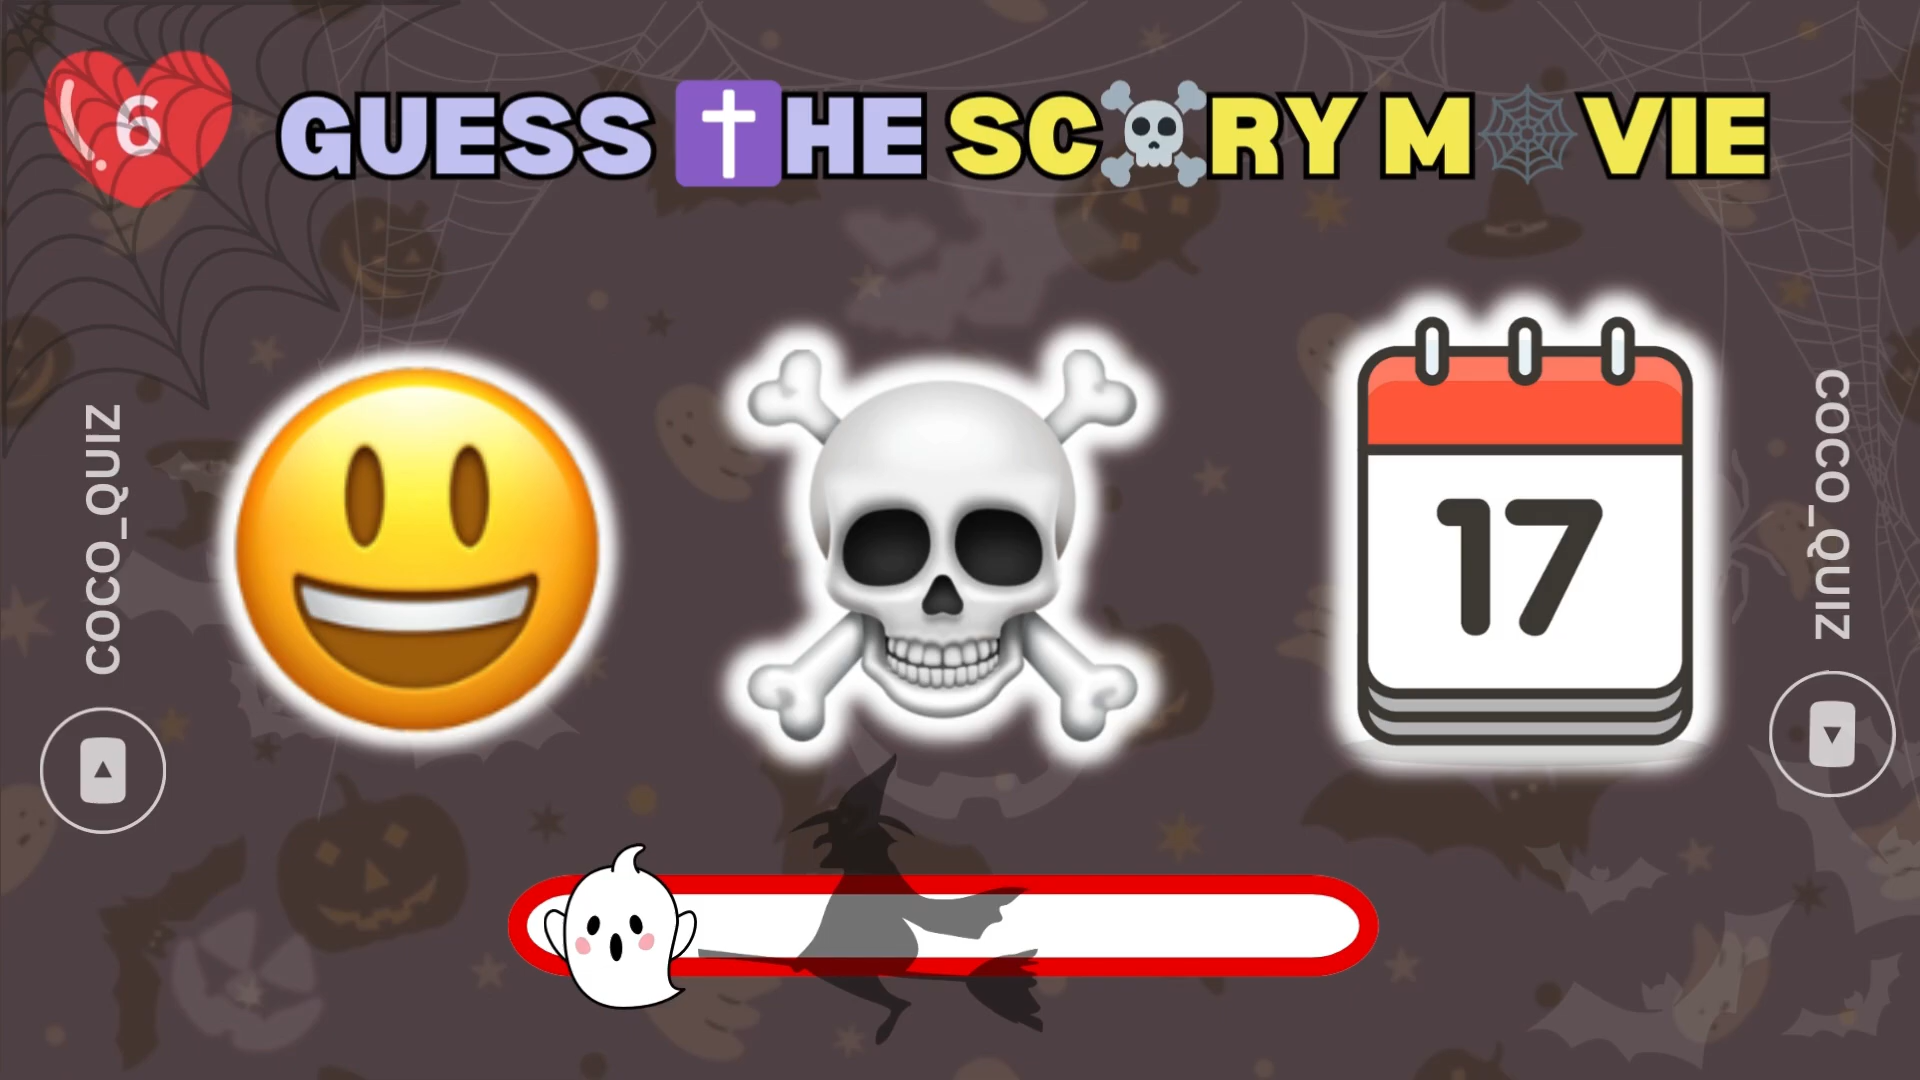 6
GUESS ✝HE SC☠RY M🕸VIE
COCO_QUIZ
17
COCO_QUIZ